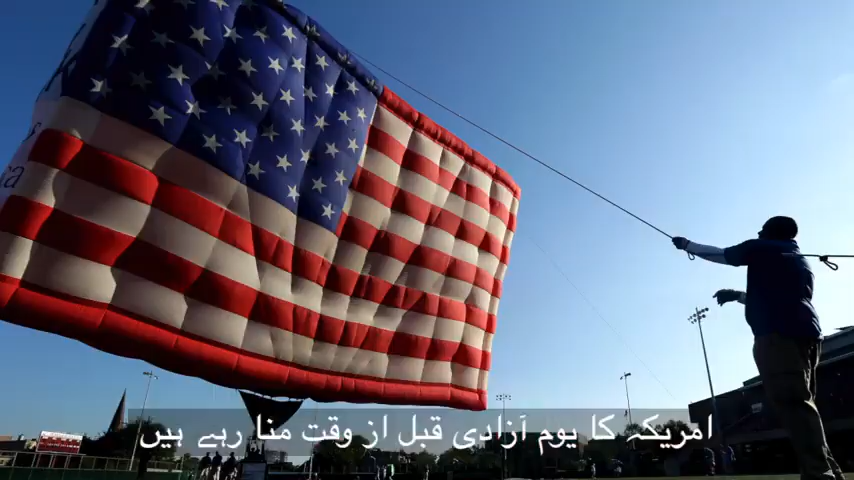 امریکہ کا یوم آزادی قبل از وقت منا رہے ہیں